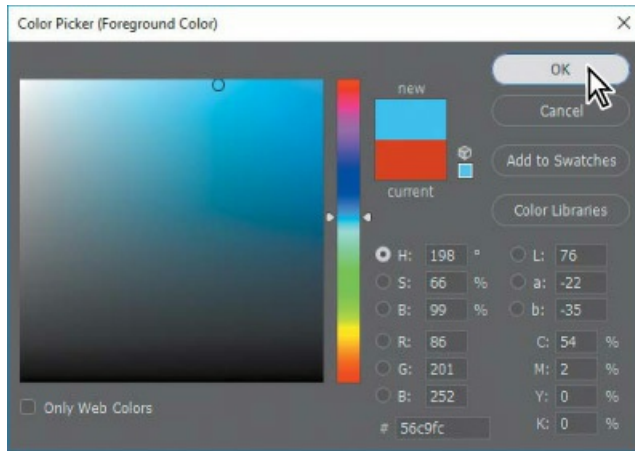 Color Picker (Foreground Color)
OK
new
Cancel
Add to Swatches
current
Color Libraries
H: 198 °
L: 76
S: 66 %
a: -22
B: 99 %
b: -35
R: 86
C: 54 %
G: 201
M: 2 %
B: 252
Y: 0 %
# 56c9fc
K: 0 %
Only Web Colors